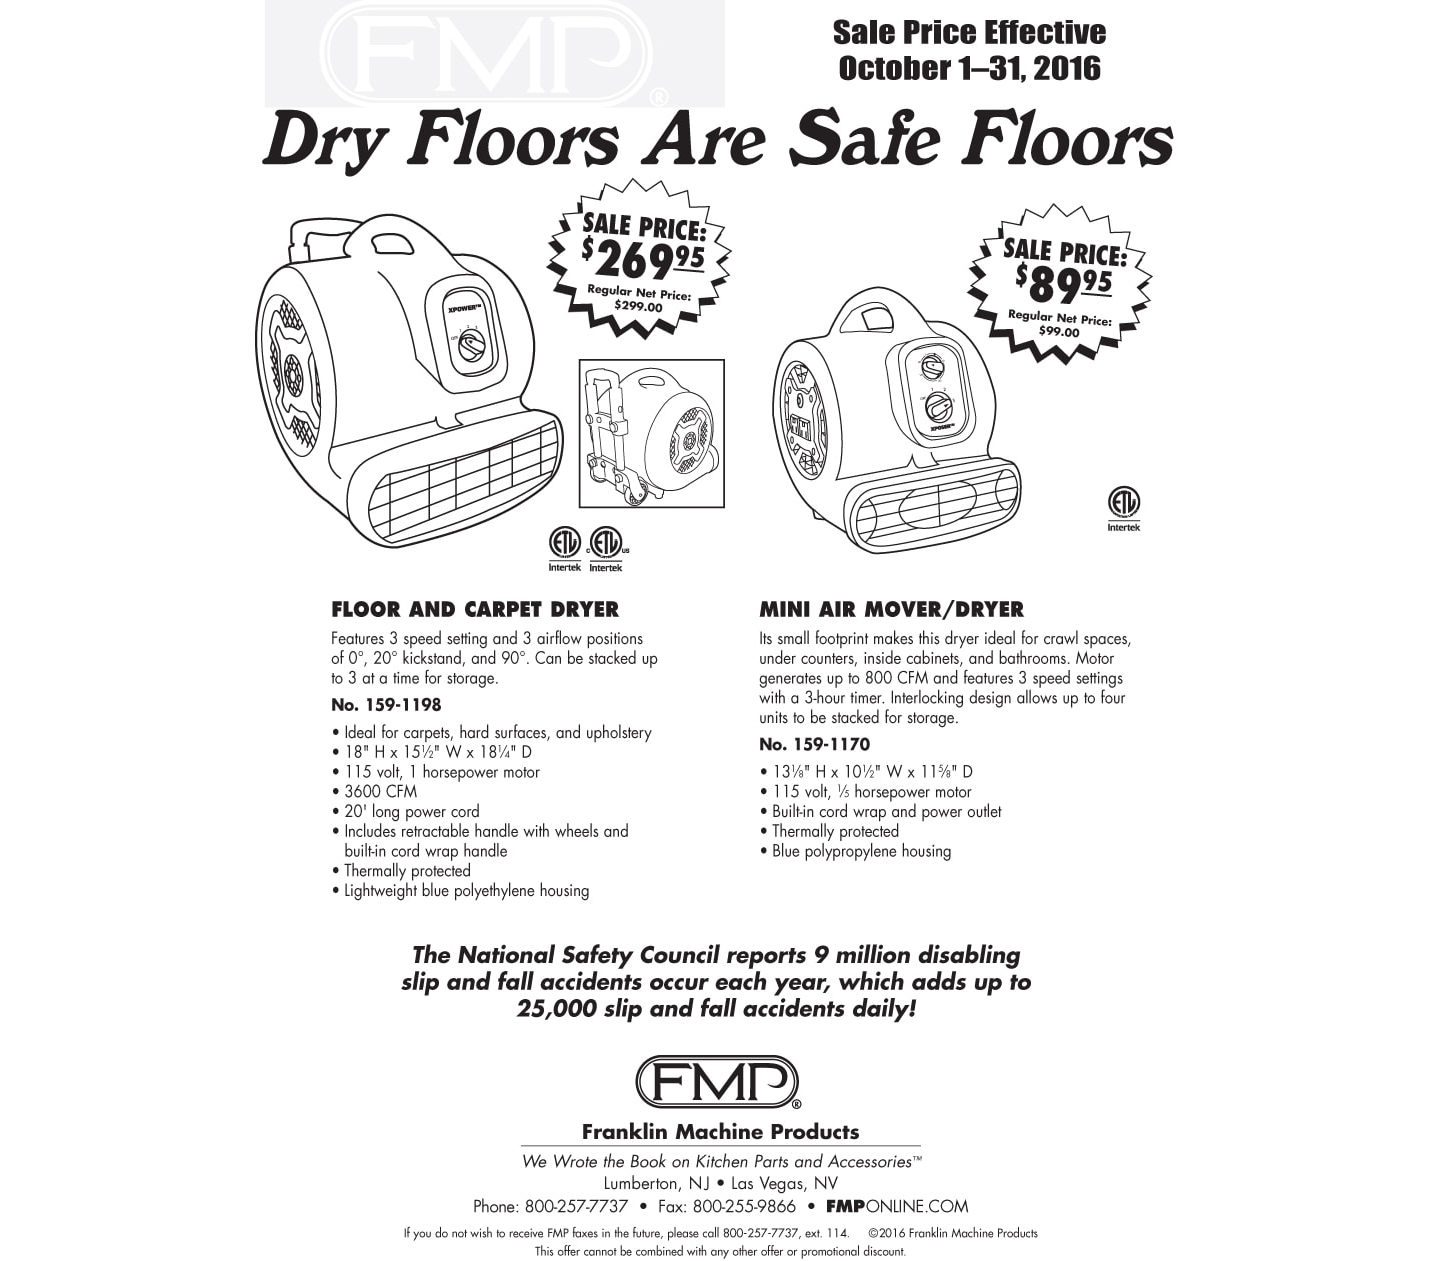 FMP®
Sale Price Effective
October 1–31, 2016
Dry Floors Are Safe Floors
SALE PRICE:
$269.95
Regular Net Price:
$299.00
XPOWER™
OFF 1 2 3
SALE PRICE:
$89.95
Regular Net Price:
$99.00
XPOWER™
ETL
Intertek
C ETL US
Intertek
ETL
Intertek
FLOOR AND CARPET DRYER
Features 3 speed setting and 3 airflow positions
of 0°, 20° kickstand, and 90°. Can be stacked up
to 3 at a time for storage.
No. 159-1198
• Ideal for carpets, hard surfaces, and upholstery
• 18" H x 15½" W x 18¼" D
• 115 volt, 1 horsepower motor
• 3600 CFM
• 20' long power cord
• Includes retractable handle with wheels and
built-in cord wrap handle
• Thermally protected
• Lightweight blue polyethylene housing
MINI AIR MOVER/DRYER
Its small footprint makes this dryer ideal for crawl spaces,
under counters, inside cabinets, and bathrooms. Motor
generates up to 800 CFM and features 3 speed settings
with a 3-hour timer. Interlocking design allows up to four
units to be stacked for storage.
No. 159-1170
• 13⅛" H x 10½" W x 11⅝" D
• 115 volt, ⅕ horsepower motor
• Built-in cord wrap and power outlet
• Thermally protected
• Blue polypropylene housing
The National Safety Council reports 9 million disabling
slip and fall accidents occur each year, which adds up to
25,000 slip and fall accidents daily!
FMP®
Franklin Machine Products
We Wrote the Book on Kitchen Parts and Accessories™
Lumberton, NJ • Las Vegas, NV
Phone: 800-257-7737 • Fax: 800-255-9866 • FMPONLINE.COM
If you do not wish to receive FMP faxes in the future, please call 800-257-7737, ext. 114. ©2016 Franklin Machine Products
This offer cannot be combined with any other offer or promotional discount.